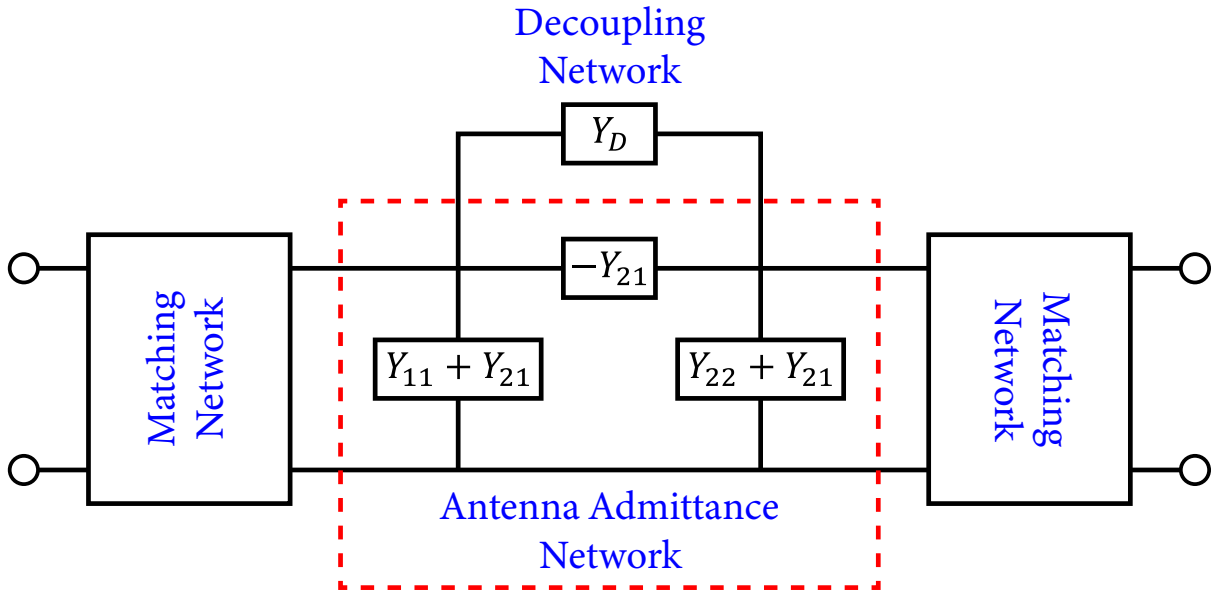 Decoupling
Network
Y_D
−Y_21
Y_11 + Y_21
Y_22 + Y_21
Matching
Network
Matching
Network
Antenna Admittance
Network